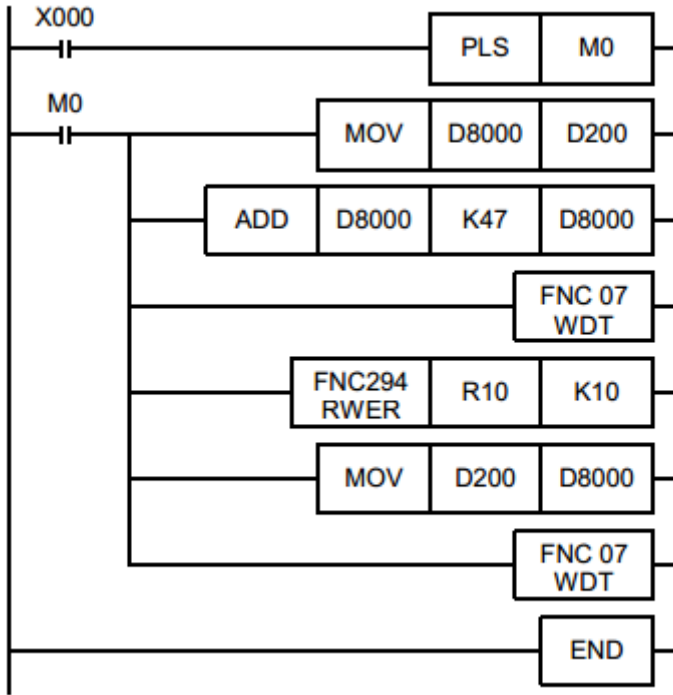 X000
PLS M0
M0
MOV D8000 D200
ADD D8000 K47 D8000
FNC 07
WDT
FNC294
RWER R10 K10
MOV D200 D8000
FNC 07
WDT
END